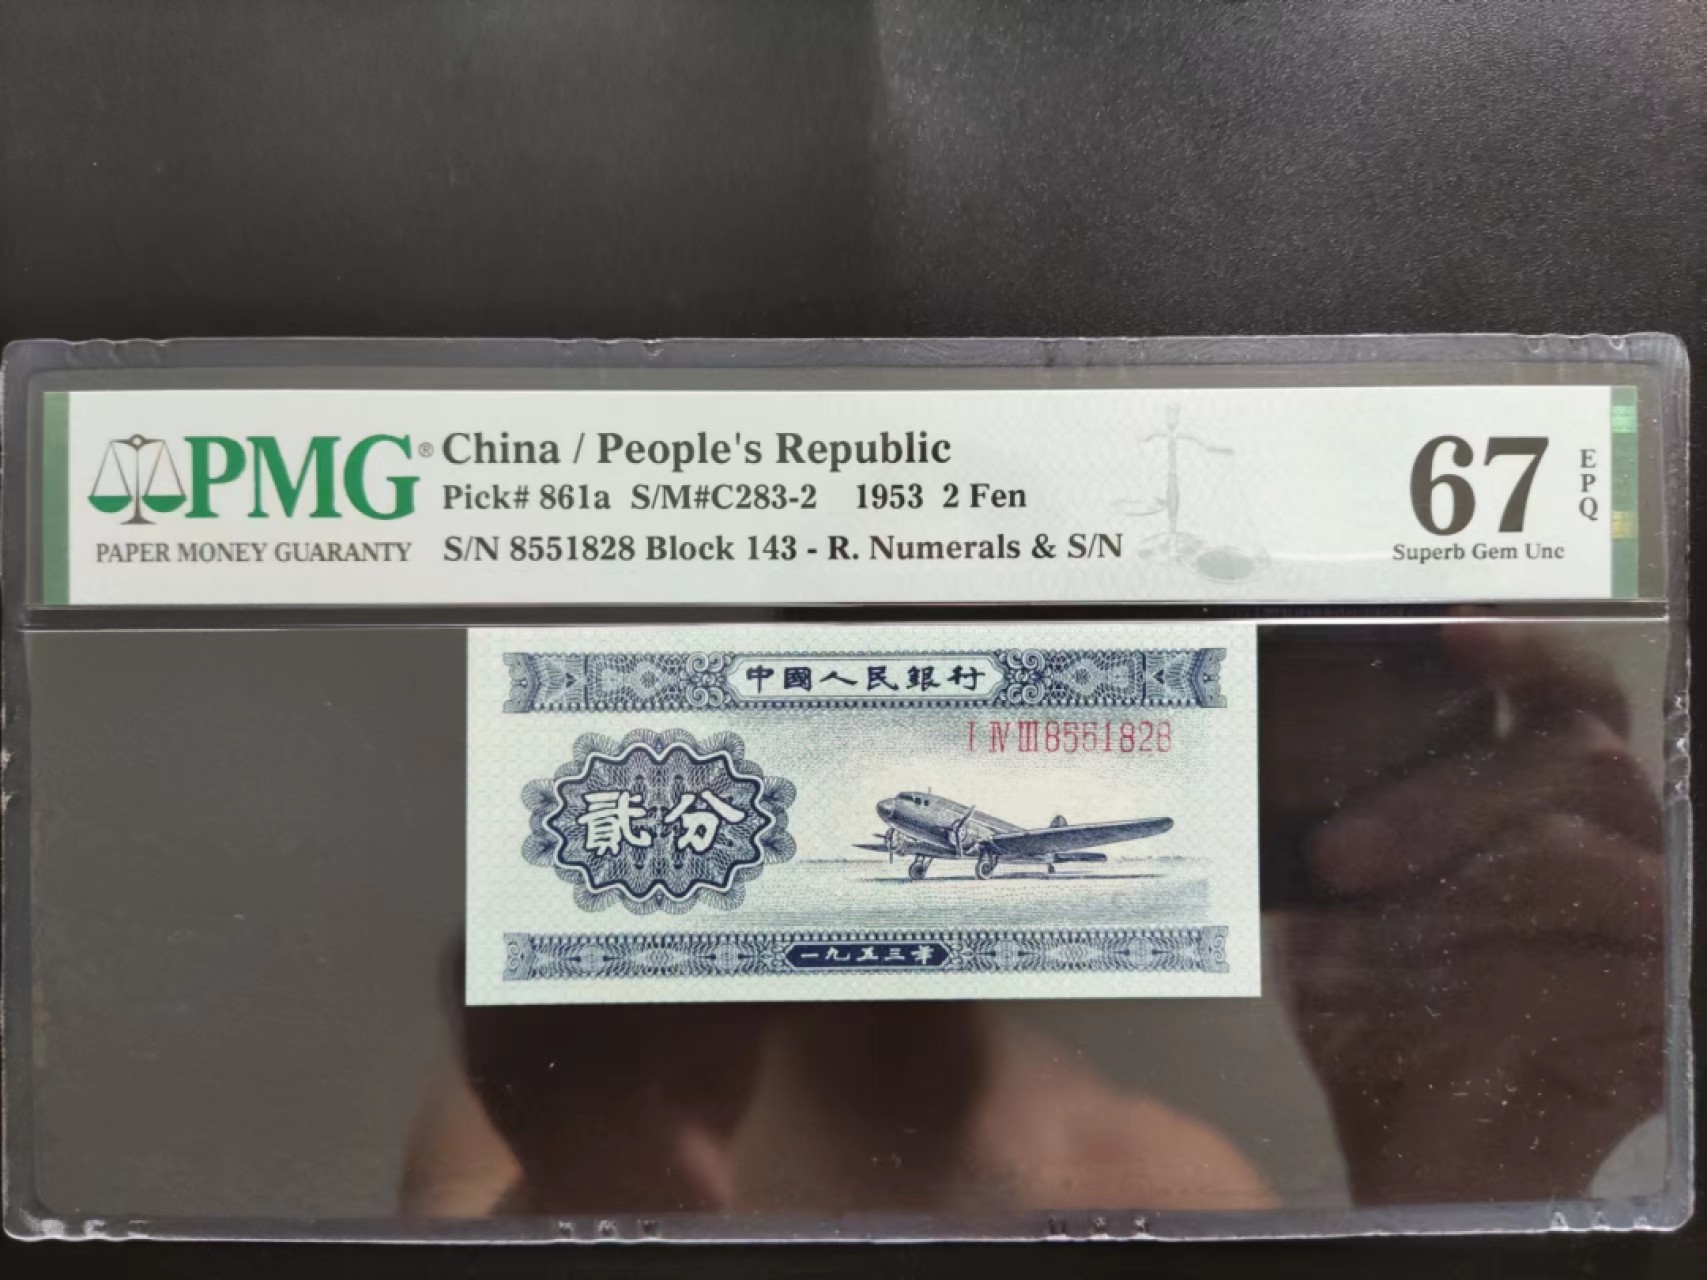 PMG®
PAPER MONEY GUARANTY
China / People's Republic
Pick# 861a S/M#C283-2 1953 2 Fen
S/N 8551828 Block 143 - R. Numerals & S/N
67
EPQ
Superb Gem Unc
中國人民銀行
I IV III 8551828
貳分
一九五三年